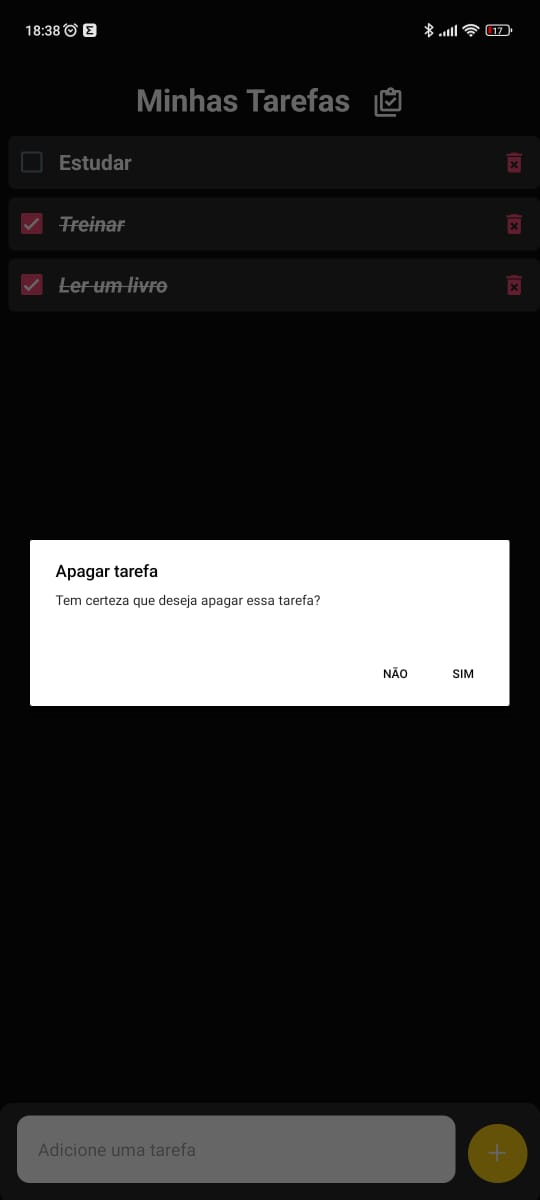 18:38
17
Minhas Tarefas
Estudar
Treinar
Ler um livro
Apagar tarefa
Tem certeza que deseja apagar essa tarefa?
NÃO SIM
Adicione uma tarefa